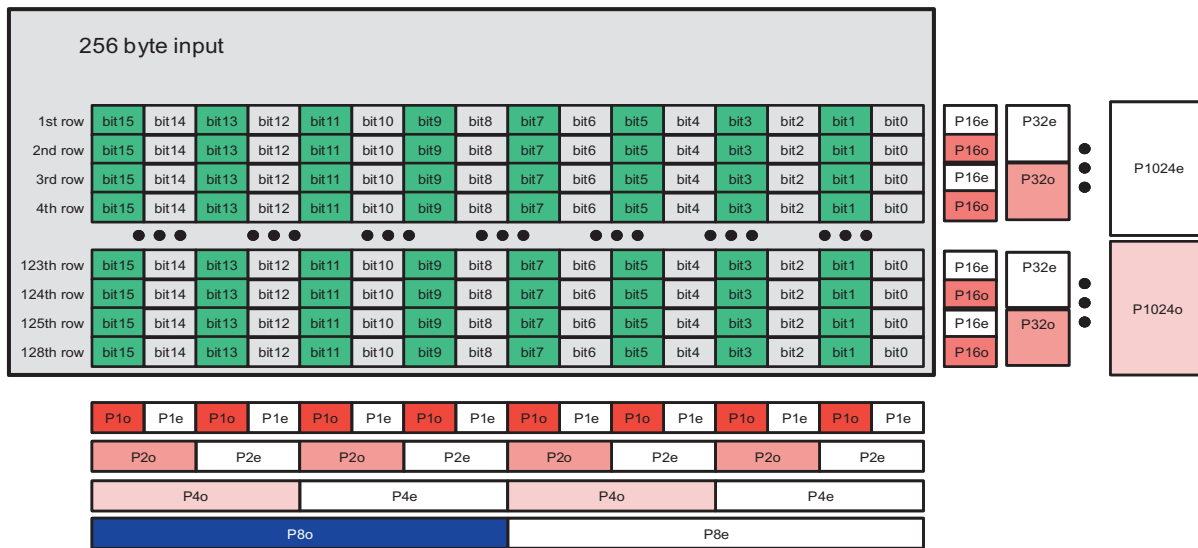 256 byte input
1st row bit15 bit14 bit13 bit12 bit11 bit10 bit9 bit8 bit7 bit6 bit5 bit4 bit3 bit2 bit1 bit0 P16e P32e
2nd row bit15 bit14 bit13 bit12 bit11 bit10 bit9 bit8 bit7 bit6 bit5 bit4 bit3 bit2 bit1 bit0 P16o
3rd row bit15 bit14 bit13 bit12 bit11 bit10 bit9 bit8 bit7 bit6 bit5 bit4 bit3 bit2 bit1 bit0 P16e P32o P1024e
4th row bit15 bit14 bit13 bit12 bit11 bit10 bit9 bit8 bit7 bit6 bit5 bit4 bit3 bit2 bit1 bit0 P16o
123th row bit15 bit14 bit13 bit12 bit11 bit10 bit9 bit8 bit7 bit6 bit5 bit4 bit3 bit2 bit1 bit0 P16e P32e
124th row bit15 bit14 bit13 bit12 bit11 bit10 bit9 bit8 bit7 bit6 bit5 bit4 bit3 bit2 bit1 bit0 P16o
125th row bit15 bit14 bit13 bit12 bit11 bit10 bit9 bit8 bit7 bit6 bit5 bit4 bit3 bit2 bit1 bit0 P16e P32o P1024o
128th row bit15 bit14 bit13 bit12 bit11 bit10 bit9 bit8 bit7 bit6 bit5 bit4 bit3 bit2 bit1 bit0 P16o
P1o P1e P1o P1e P1o P1e P1o P1e P1o P1e P1o P1e P1o P1e P1o P1e
P2o P2e P2o P2e P2o P2e P2o P2e
P4o P4e P4o P4e
P8o P8e